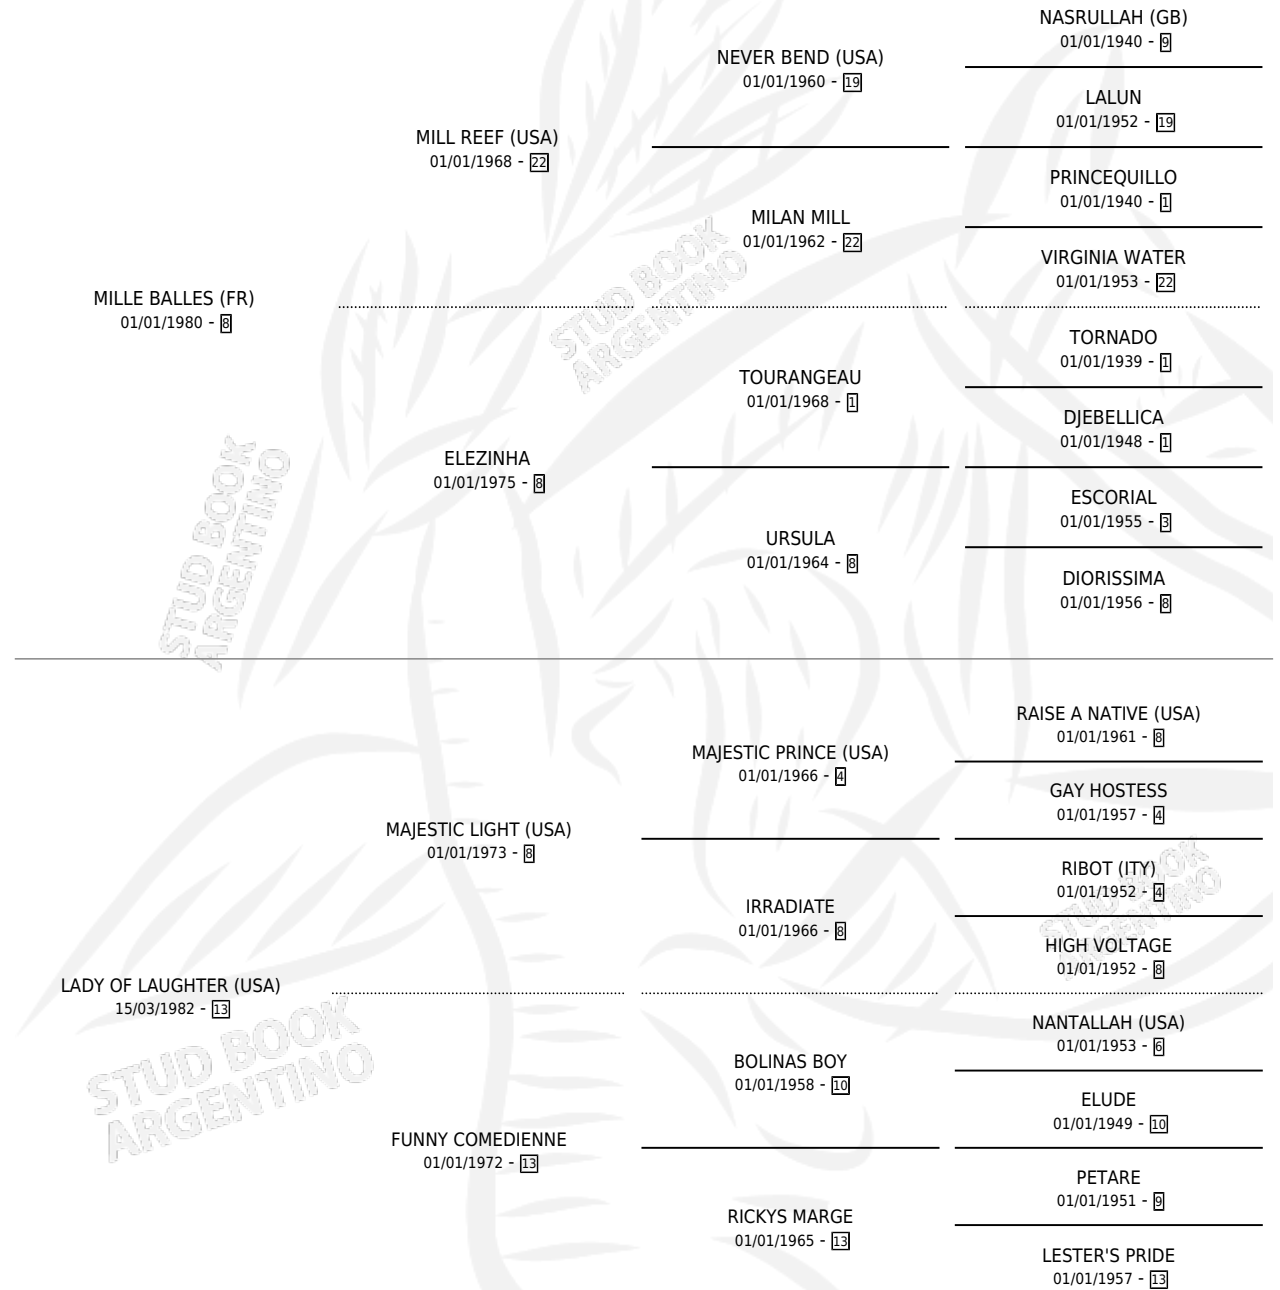 NASRULLAH (GB)
01/01/1940 - 9
NEVER BEND (USA)
01/01/1960 - 19
LALUN
01/01/1952 - 19
MILL REEF (USA)
01/01/1968 - 22
PRINCEQUILLO
01/01/1940 - 1
MILAN MILL
01/01/1962 - 22
VIRGINIA WATER
01/01/1953 - 22
MILLE BALLES (FR)
01/01/1980 - 8
TORNADO
01/01/1939 - 1
TOURANGEAU
01/01/1968 - 1
DJEBELLICA
01/01/1948 - 1
ELEZINHA
01/01/1975 - 8
ESCORIAL
01/01/1955 - 3
URSULA
01/01/1964 - 8
DIORISSIMA
01/01/1956 - 8
RAISE A NATIVE (USA)
01/01/1961 - 8
MAJESTIC PRINCE (USA)
01/01/1966 - 4
GAY HOSTESS
01/01/1957 - 4
MAJESTIC LIGHT (USA)
01/01/1973 - 8
RIBOT (ITY)
01/01/1952 - 4
IRRADIATE
01/01/1966 - 8
HIGH VOLTAGE
01/01/1952 - 8
LADY OF LAUGHTER (USA)
15/03/1982 - 13
NANTALLAH (USA)
01/01/1953 - 6
BOLINAS BOY
01/01/1958 - 10
ELUDE
01/01/1949 - 10
FUNNY COMEDIENNE
01/01/1972 - 13
PETARE
01/01/1951 - 9
RICKYS MARGE
01/01/1965 - 13
LESTER'S PRIDE
01/01/1957 - 13
STUD BOOK
ARGENTINO
STUD BOOK
ARGENTINO
STUD BOOK
ARGENTINO
STUD BOOK
ARGENTINO